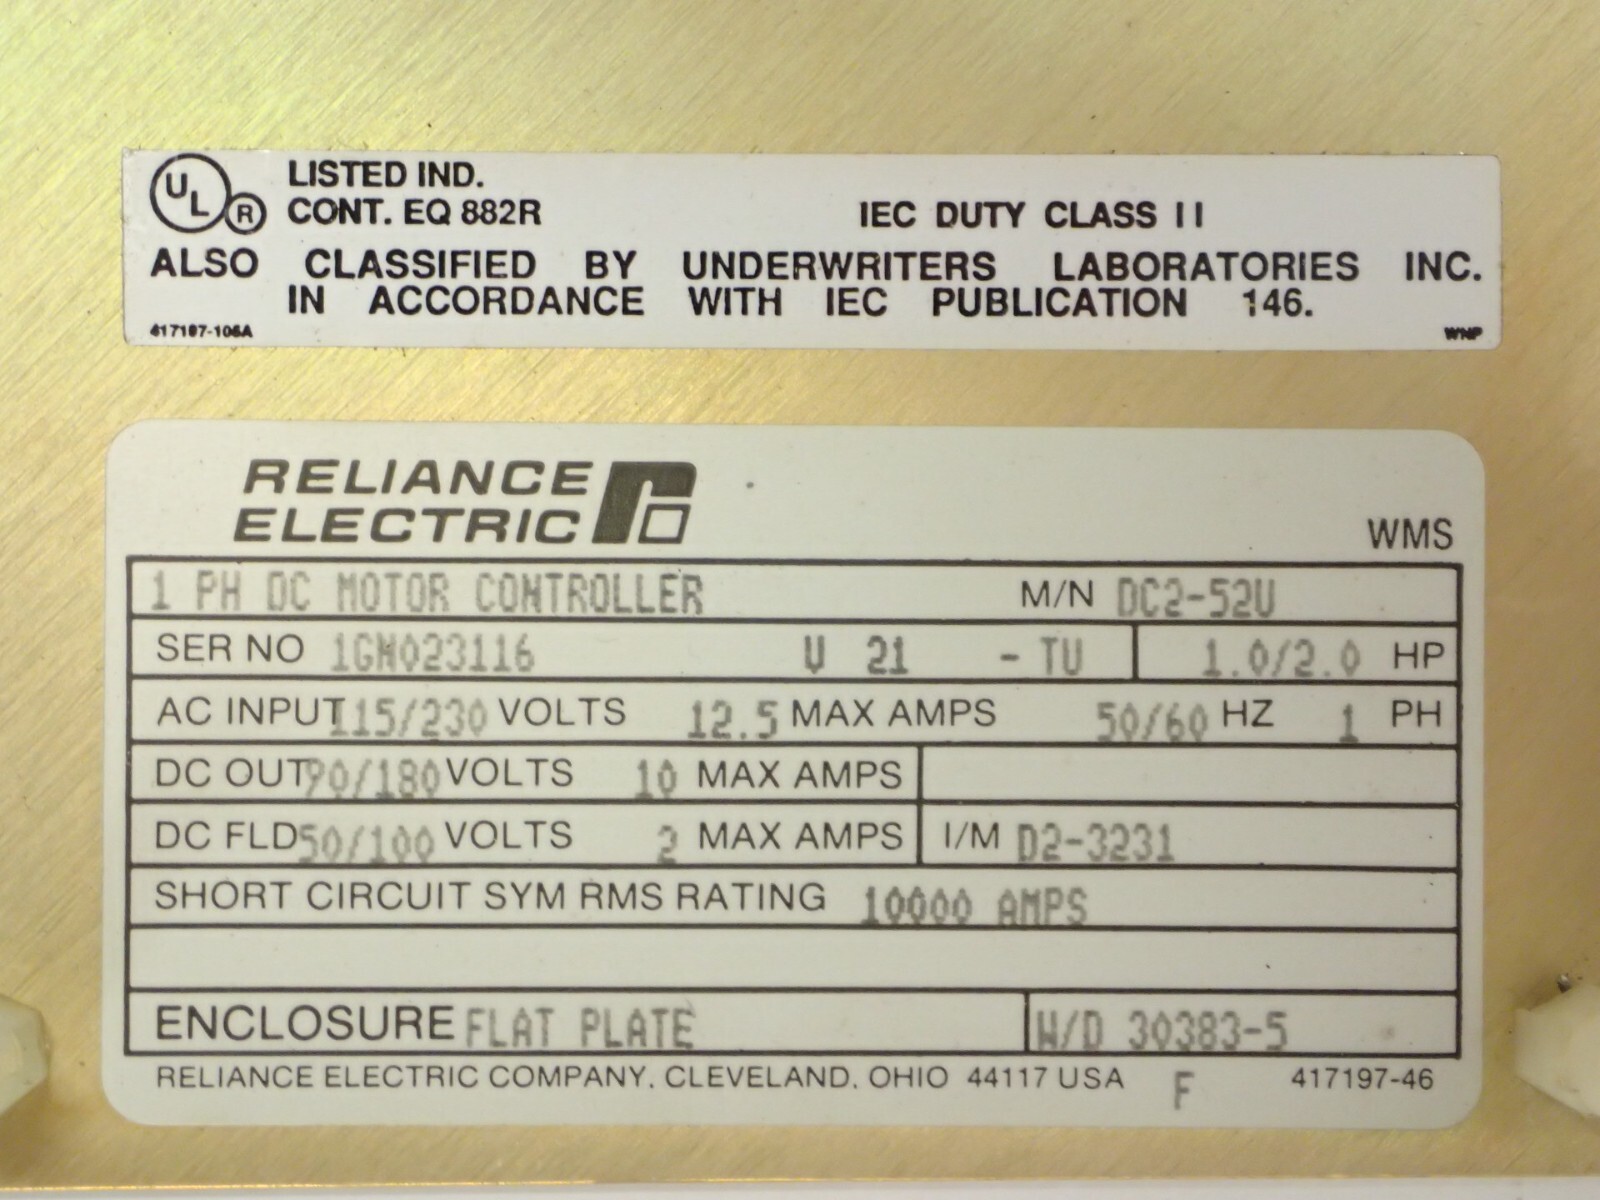 UL ® LISTED IND.
CONT. EQ 882R IEC DUTY CLASS II
ALSO CLASSIFIED BY UNDERWRITERS LABORATORIES INC.
IN ACCORDANCE WITH IEC PUBLICATION 146.
417197-106A WNP
RELIANCE
ELECTRIC
WMS
1 PH DC MOTOR CONTROLLER M/N DC2-52U
SER NO 1GM023116 V 21 - TU 1.0/2.0 HP
AC INPUT 115/230 VOLTS 12.5 MAX AMPS 50/60 HZ 1 PH
DC OUT 90/180 VOLTS 10 MAX AMPS
DC FLD 50/100 VOLTS 2 MAX AMPS I/M D2-3231
SHORT CIRCUIT SYM RMS RATING 10000 AMPS
ENCLOSURE FLAT PLATE W/D 30383-5
RELIANCE ELECTRIC COMPANY. CLEVELAND. OHIO 44117 USA F 417197-46